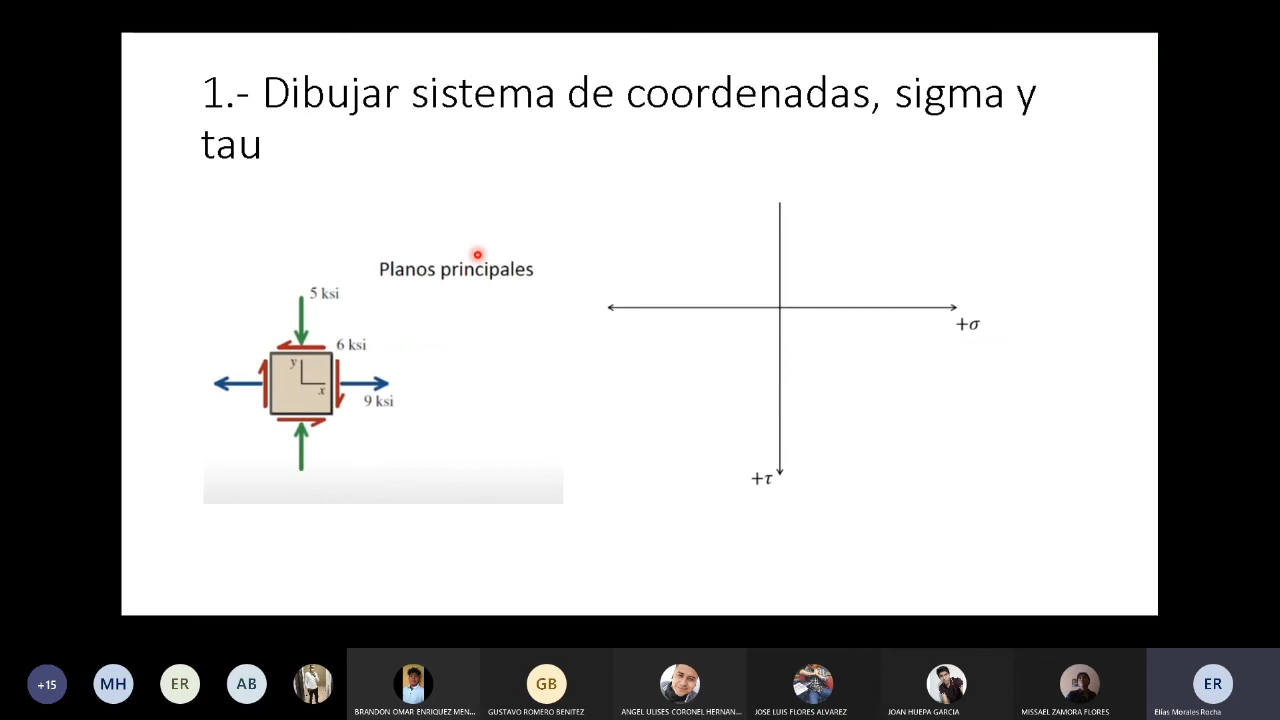 1.- Dibujar sistema de coordenadas, sigma y
tau
Planos principales
5 ksi
6 ksi
y
x
9 ksi
+σ
+τ
+15
MH
ER
AB
BRANDON OMAR ENRIQUEZ MEN...
GB
GUSTAVO ROMERO BENITEZ
ANGEL ULISES CORONEL HERNAN...
JOSE LUIS FLORES ALVAREZ
JOAN HUEPA GARCIA
MISSAEL ZAMORA FLORES
ER
Elias Morales Rocha